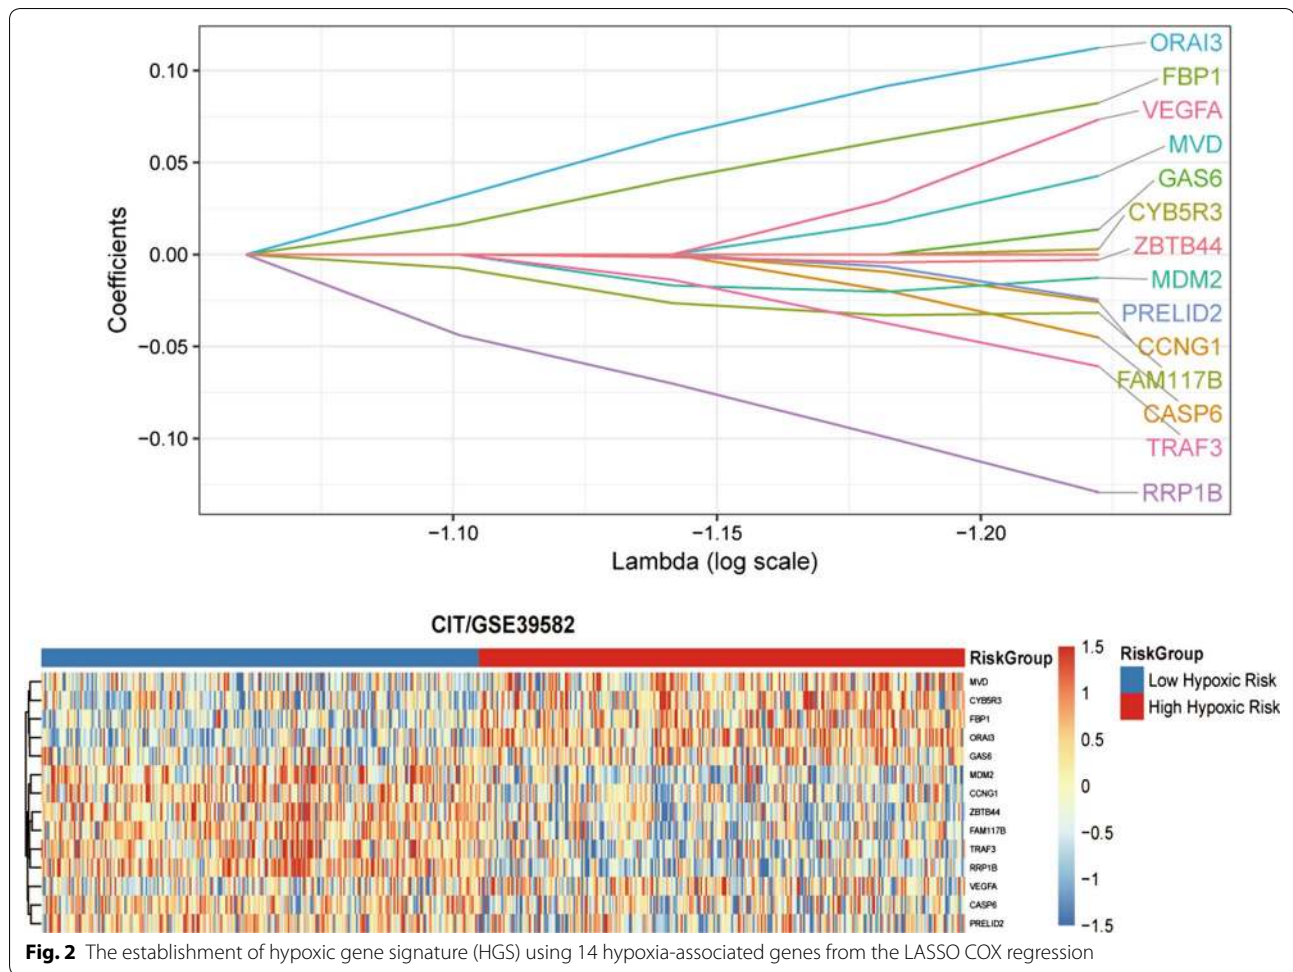 ORAI3
0.10
FBP1
VEGFA
0.05
MVD
GAS6
CYB5R3
0.00
ZBTB44
MDM2
Coefficients
PRELID2
−0.05
CCNG1
FAM117B
CASP6
−0.10
TRAF3
RRP1B
−1.10 −1.15 −1.20
Lambda (log scale)
CIT/GSE39582
RiskGroup
1.5
1
0.5
0
−0.5
−1
−1.5
RiskGroup
Low Hypoxic Risk
High Hypoxic Risk
MVD
CYB5R3
FBP1
ORAI3
GAS6
MDM2
CCNG1
ZBTB44
FAM117B
TRAF3
RRP1B
VEGFA
CASP6
PRELID2
Fig. 2 The establishment of hypoxic gene signature (HGS) using 14 hypoxia-associated genes from the LASSO COX regression